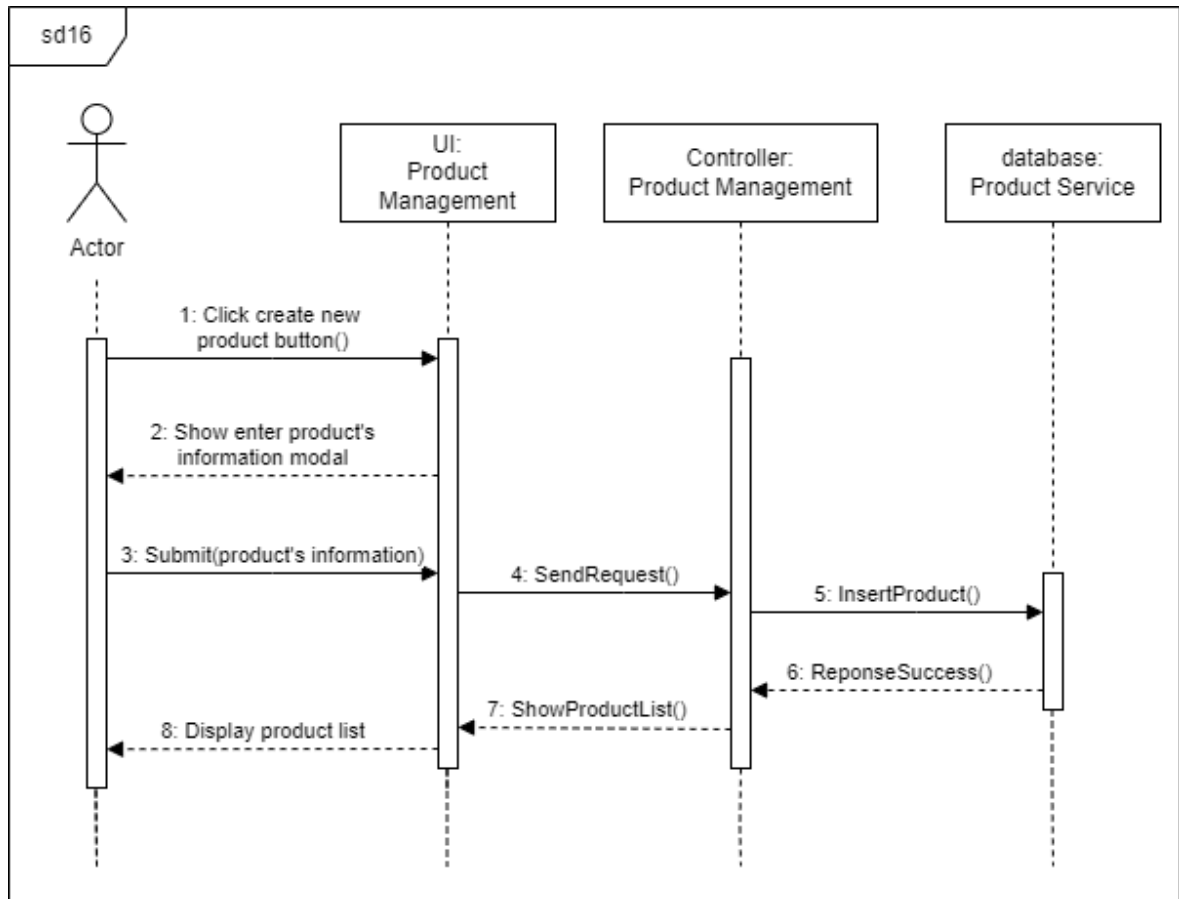 sd16
UI:
Product
Management
Controller:
Product Management
database:
Product Service
Actor
1: Click create new
product button()
2: Show enter product's
information modal
3: Submit(product's information)
4: SendRequest()
5: InsertProduct()
6: ReponseSuccess()
7: ShowProductList()
8: Display product list